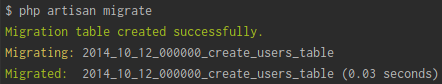 $ php artisan migrate
Migration table created successfully.
Migrating: 2014_10_12_000000_create_users_table
Migrated:  2014_10_12_000000_create_users_table (0.03 seconds)